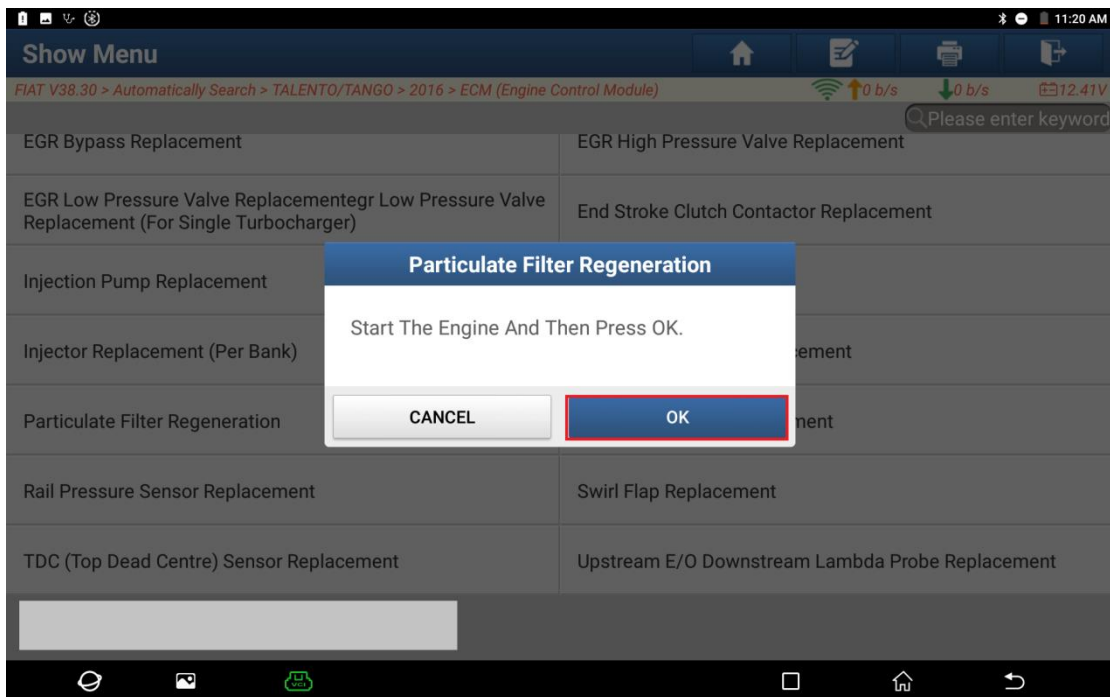 11:20 AM
Show Menu
FIAT V38.30 > Automatically Search > TALENTO/TANGO > 2016 > ECM (Engine Control Module)
0 b/s
0 b/s
12.41V
Please enter keyword
EGR Bypass Replacement
EGR High Pressure Valve Replacement
EGR Low Pressure Valve Replacementegr Low Pressure Valve
Replacement (For Single Turbocharger)
End Stroke Clutch Contactor Replacement
Particulate Filter Regeneration
Injection Pump Replacement
Start The Engine And Then Press OK.
Injector Replacement (Per Bank)
CANCEL
OK
Particulate Filter Regeneration
Rail Pressure Sensor Replacement
Swirl Flap Replacement
TDC (Top Dead Centre) Sensor Replacement
Upstream E/O Downstream Lambda Probe Replacement
VCI